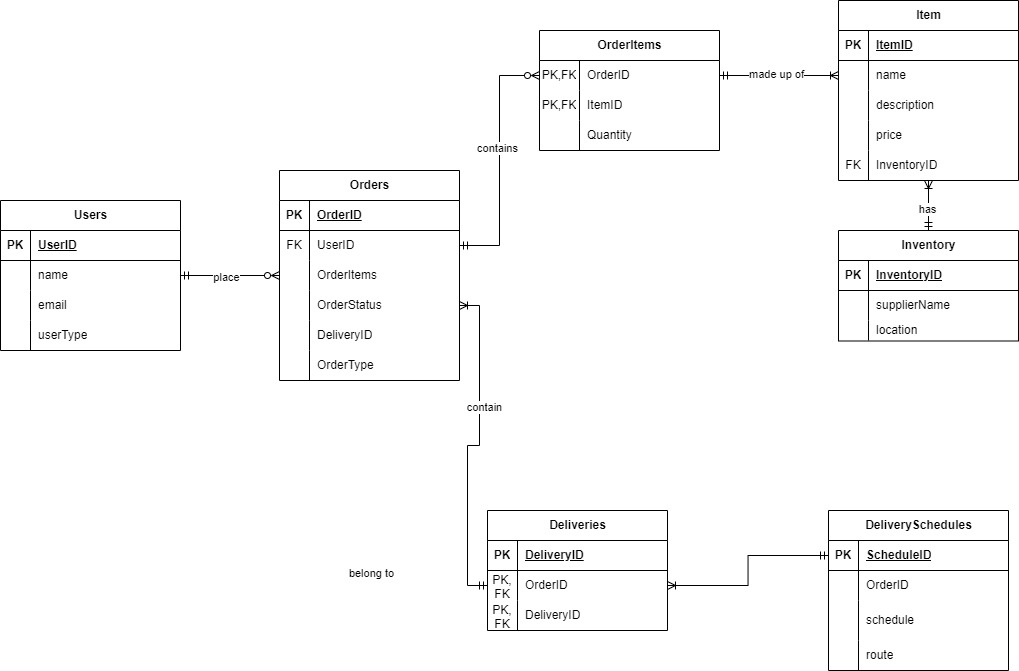 Item
PK ItemID
name
description
price
FK InventoryID
OrderItems
PK,FK OrderID
PK,FK ItemID
Quantity
made up of
contains
has
Inventory
PK InventoryID
supplierName
location
Orders
PK OrderID
FK UserID
OrderItems
OrderStatus
DeliveryID
OrderType
Users
PK UserID
name
email
userType
place
contain
belong to
Deliveries
PK DeliveryID
PK,
FK OrderID
PK,
FK DeliveryID
DeliverySchedules
PK ScheduleID
OrderID
schedule
route